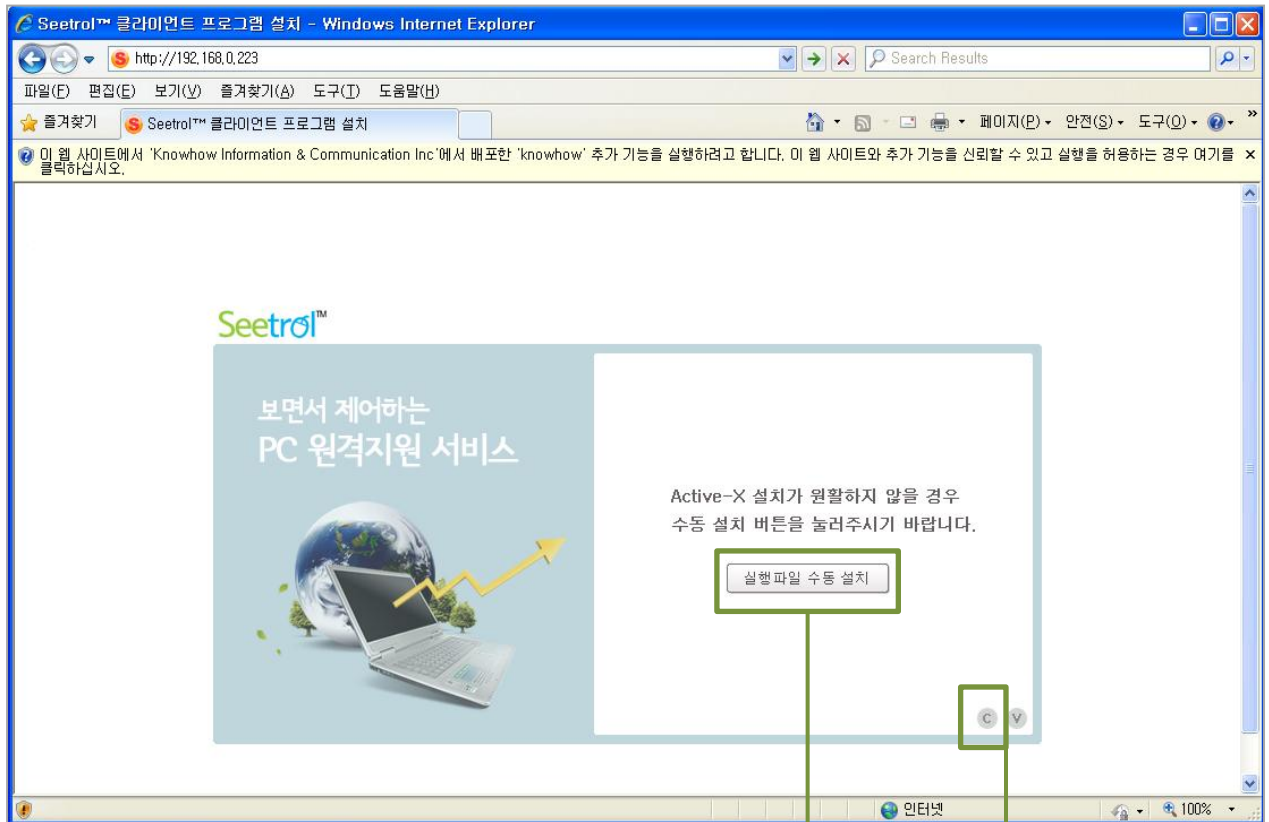 Seetrol™ 클라이언트 프로그램 설치 - Windows Internet Explorer
http://192.168.0.223
Search Results
파일(F) 편집(E) 보기(V) 즐겨찾기(A) 도구(T) 도움말(H)
즐겨찾기
Seetrol™ 클라이언트 프로그램 설치
페이지(P) 안전(S) 도구(O)
이 웹 사이트에서 'Knowhow Information & Communication Inc'에서 배포한 'knowhow' 추가 기능을 실행하려고 합니다. 이 웹 사이트와 추가 기능을 신뢰할 수 있고 실행을 허용하는 경우 여기를
클릭하십시오.
Seetrol™
보면서 제어하는
PC 원격지원 서비스
Active-X 설치가 원활하지 않을 경우
수동 설치 버튼을 눌러주시기 바랍니다.
실행파일 수동 설치
C V
인터넷
100%